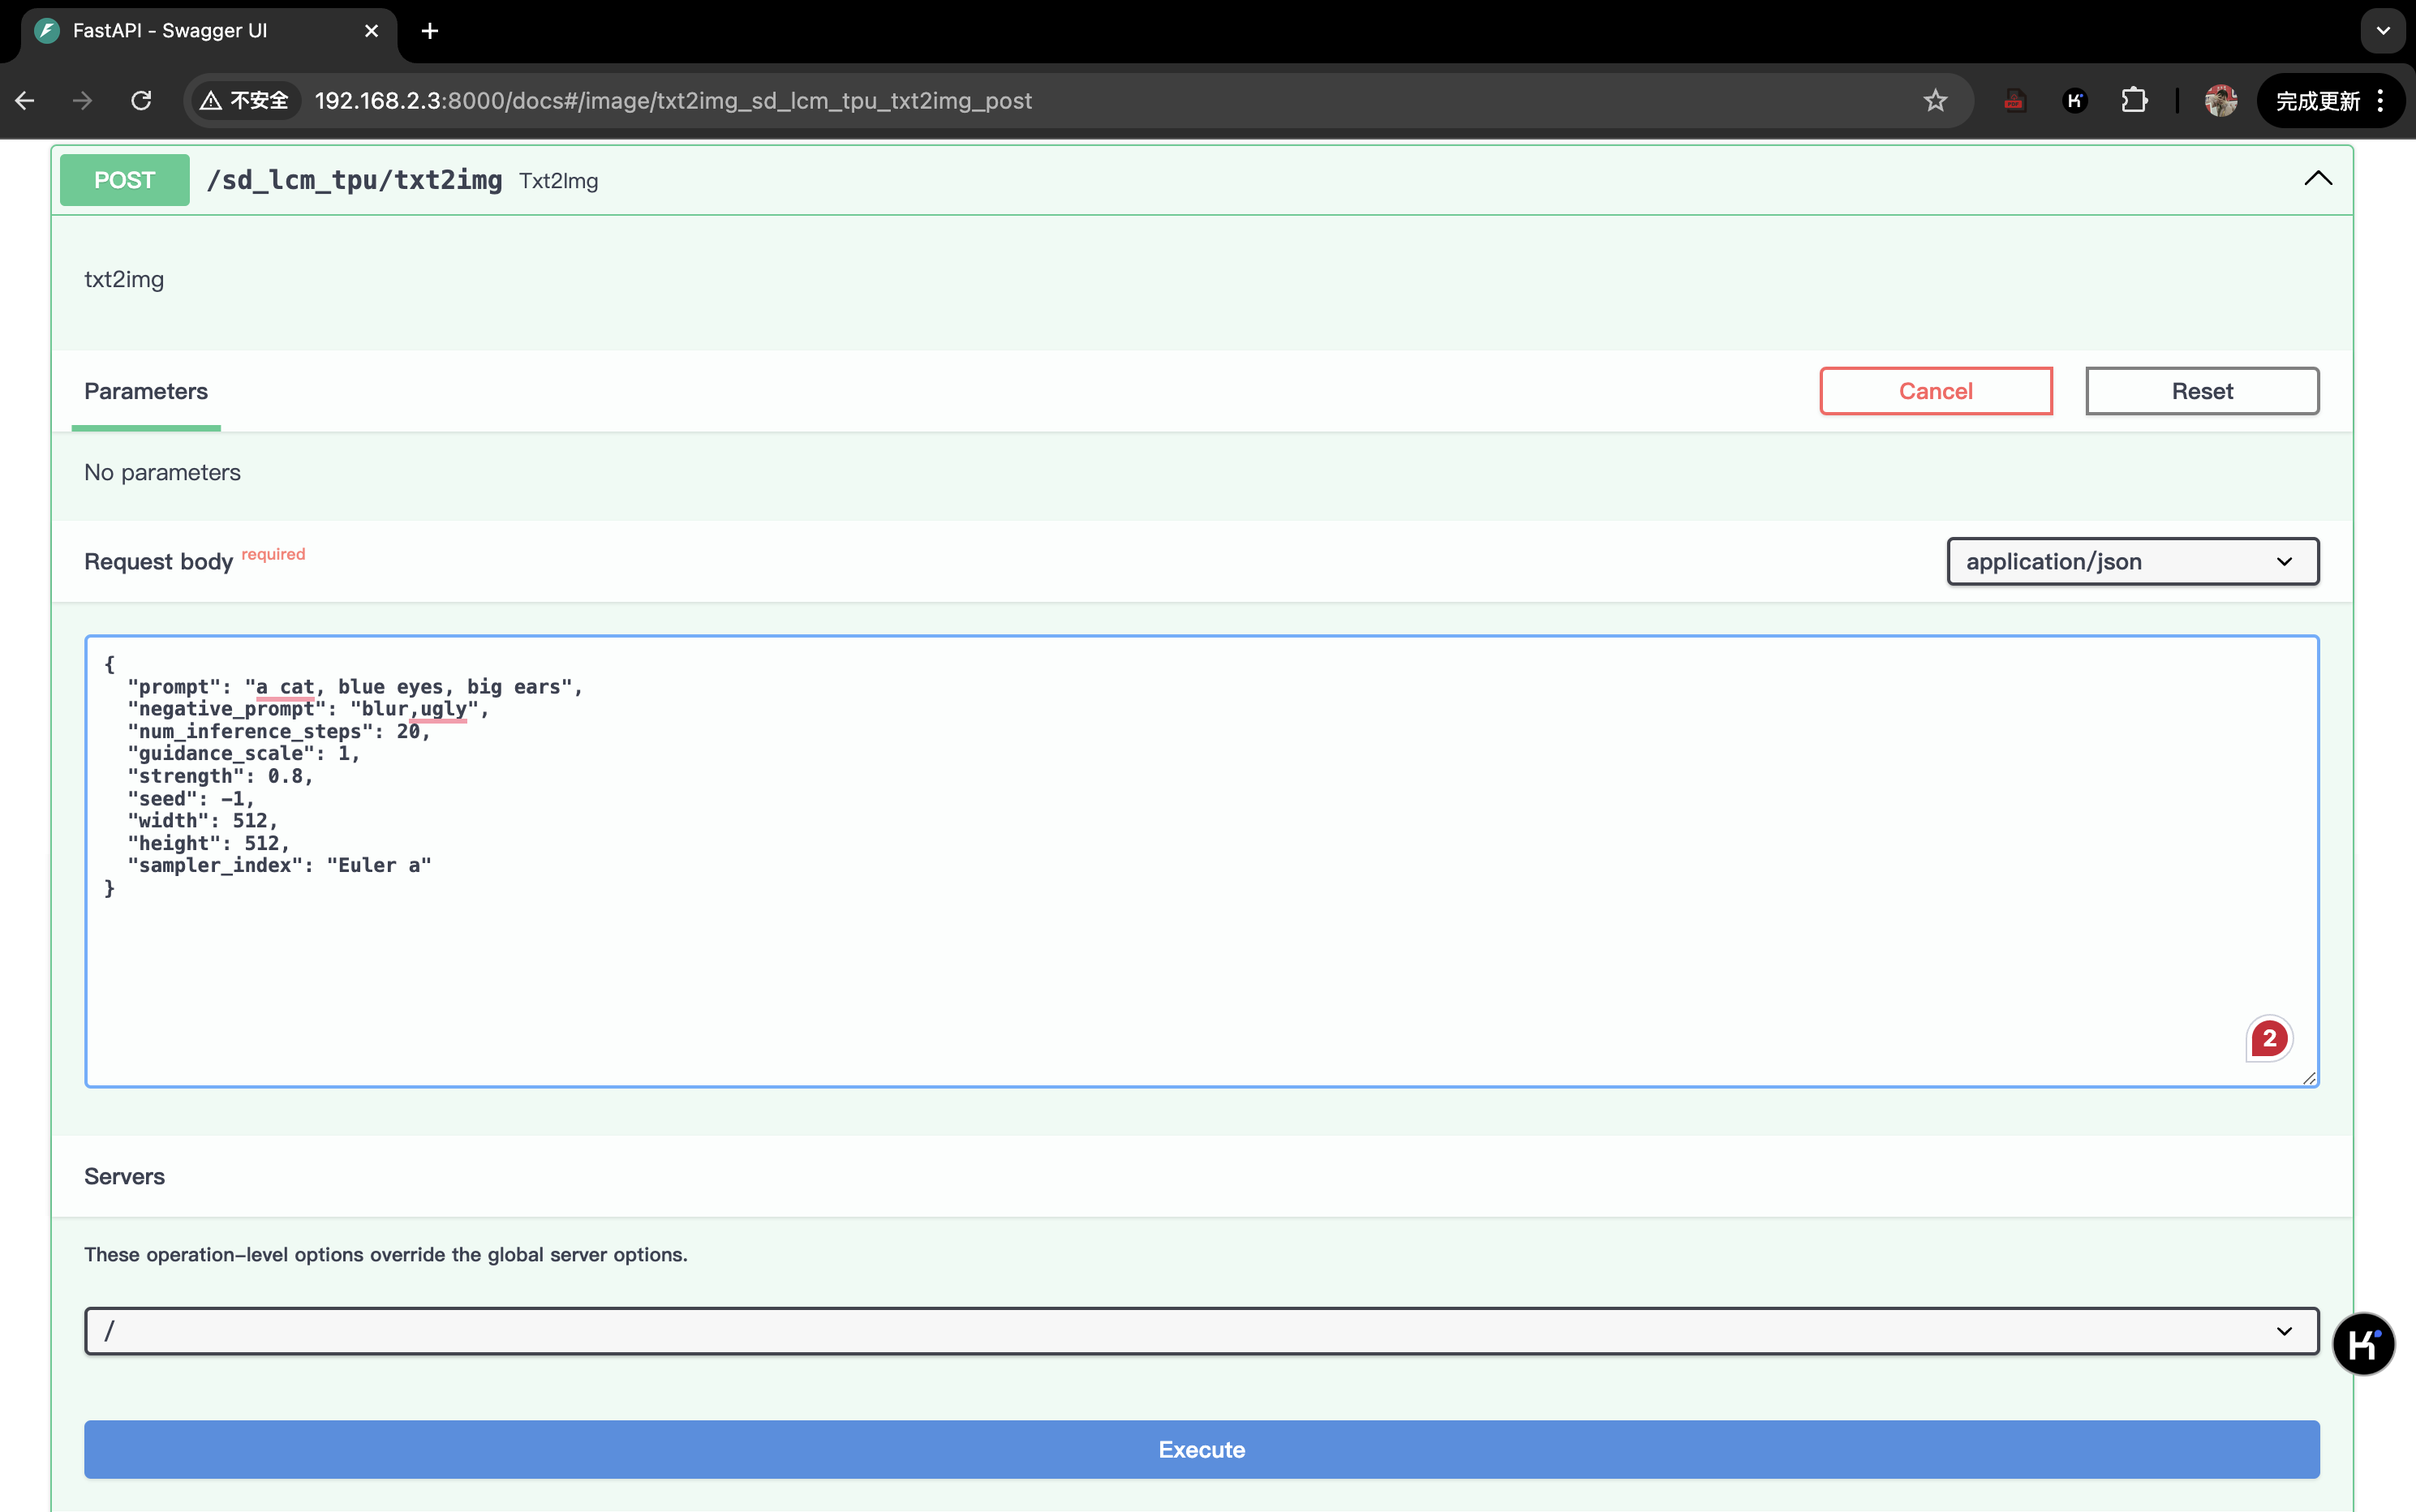 FastAPI - Swagger UI
不安全 192.168.2.3:8000/docs#/image/txt2img_sd_lcm_tpu_txt2img_post 完成更新
POST /sd_lcm_tpu/txt2img Txt2Img
txt2img
Parameters Cancel Reset
No parameters
Request body required application/json
{
"prompt": "a cat, blue eyes, big ears",
"negative_prompt": "blur,ugly",
"num_inference_steps": 20,
"guidance_scale": 1,
"strength": 0.8,
"seed": -1,
"width": 512,
"height": 512,
"sampler_index": "Euler a"
}
2
Servers
These operation-level options override the global server options.
/
K
Execute